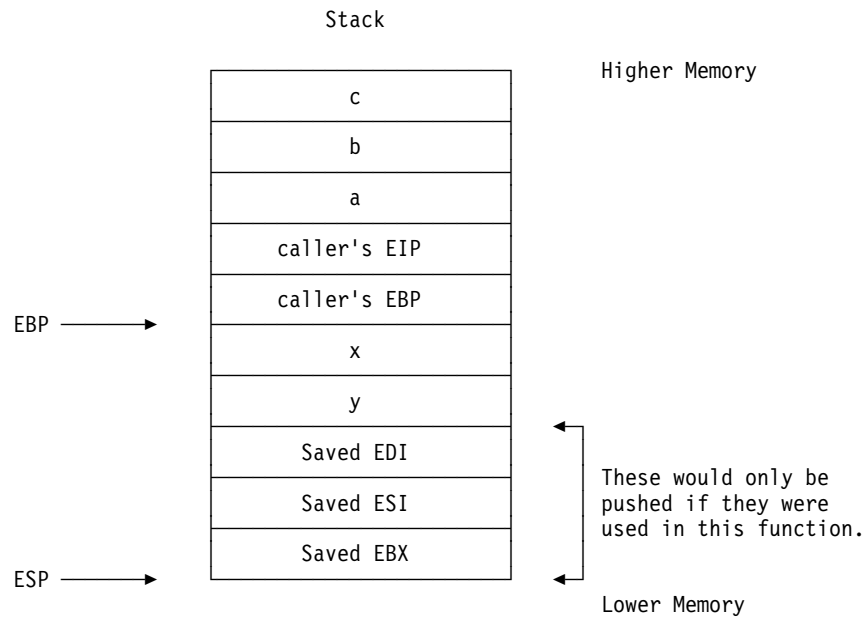 Stack
Higher Memory
c
b
a
caller's EIP
caller's EBP
EBP
x
y
Saved EDI
Saved ESI
Saved EBX
These would only be
pushed if they were
used in this function.
ESP
Lower Memory